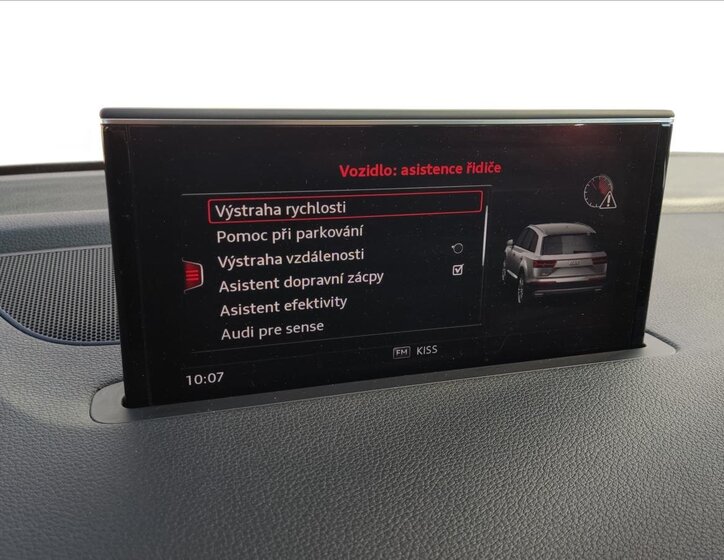 Vozidlo: asistence řidiče
Výstraha rychlosti
Pomoc při parkování
Výstraha vzdálenosti
Asistent dopravní zácpy
Asistent efektivity
Audi pre sense
FM KISS
10:07